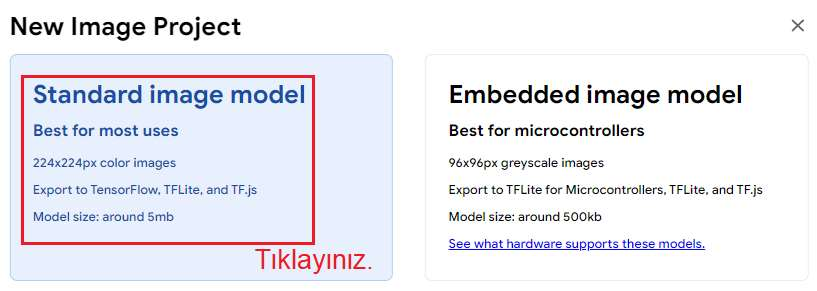 New Image Project
Standard image model
Best for most uses
224x224px color images
Export to TensorFlow, TFLite, and TF.js
Model size: around 5mb
Tıklayınız.
Embedded image model
Best for microcontrollers
96x96px greyscale images
Export to TFLite for Microcontrollers, TFLite, and TF.js
Model size: around 500kb
See what hardware supports these models.